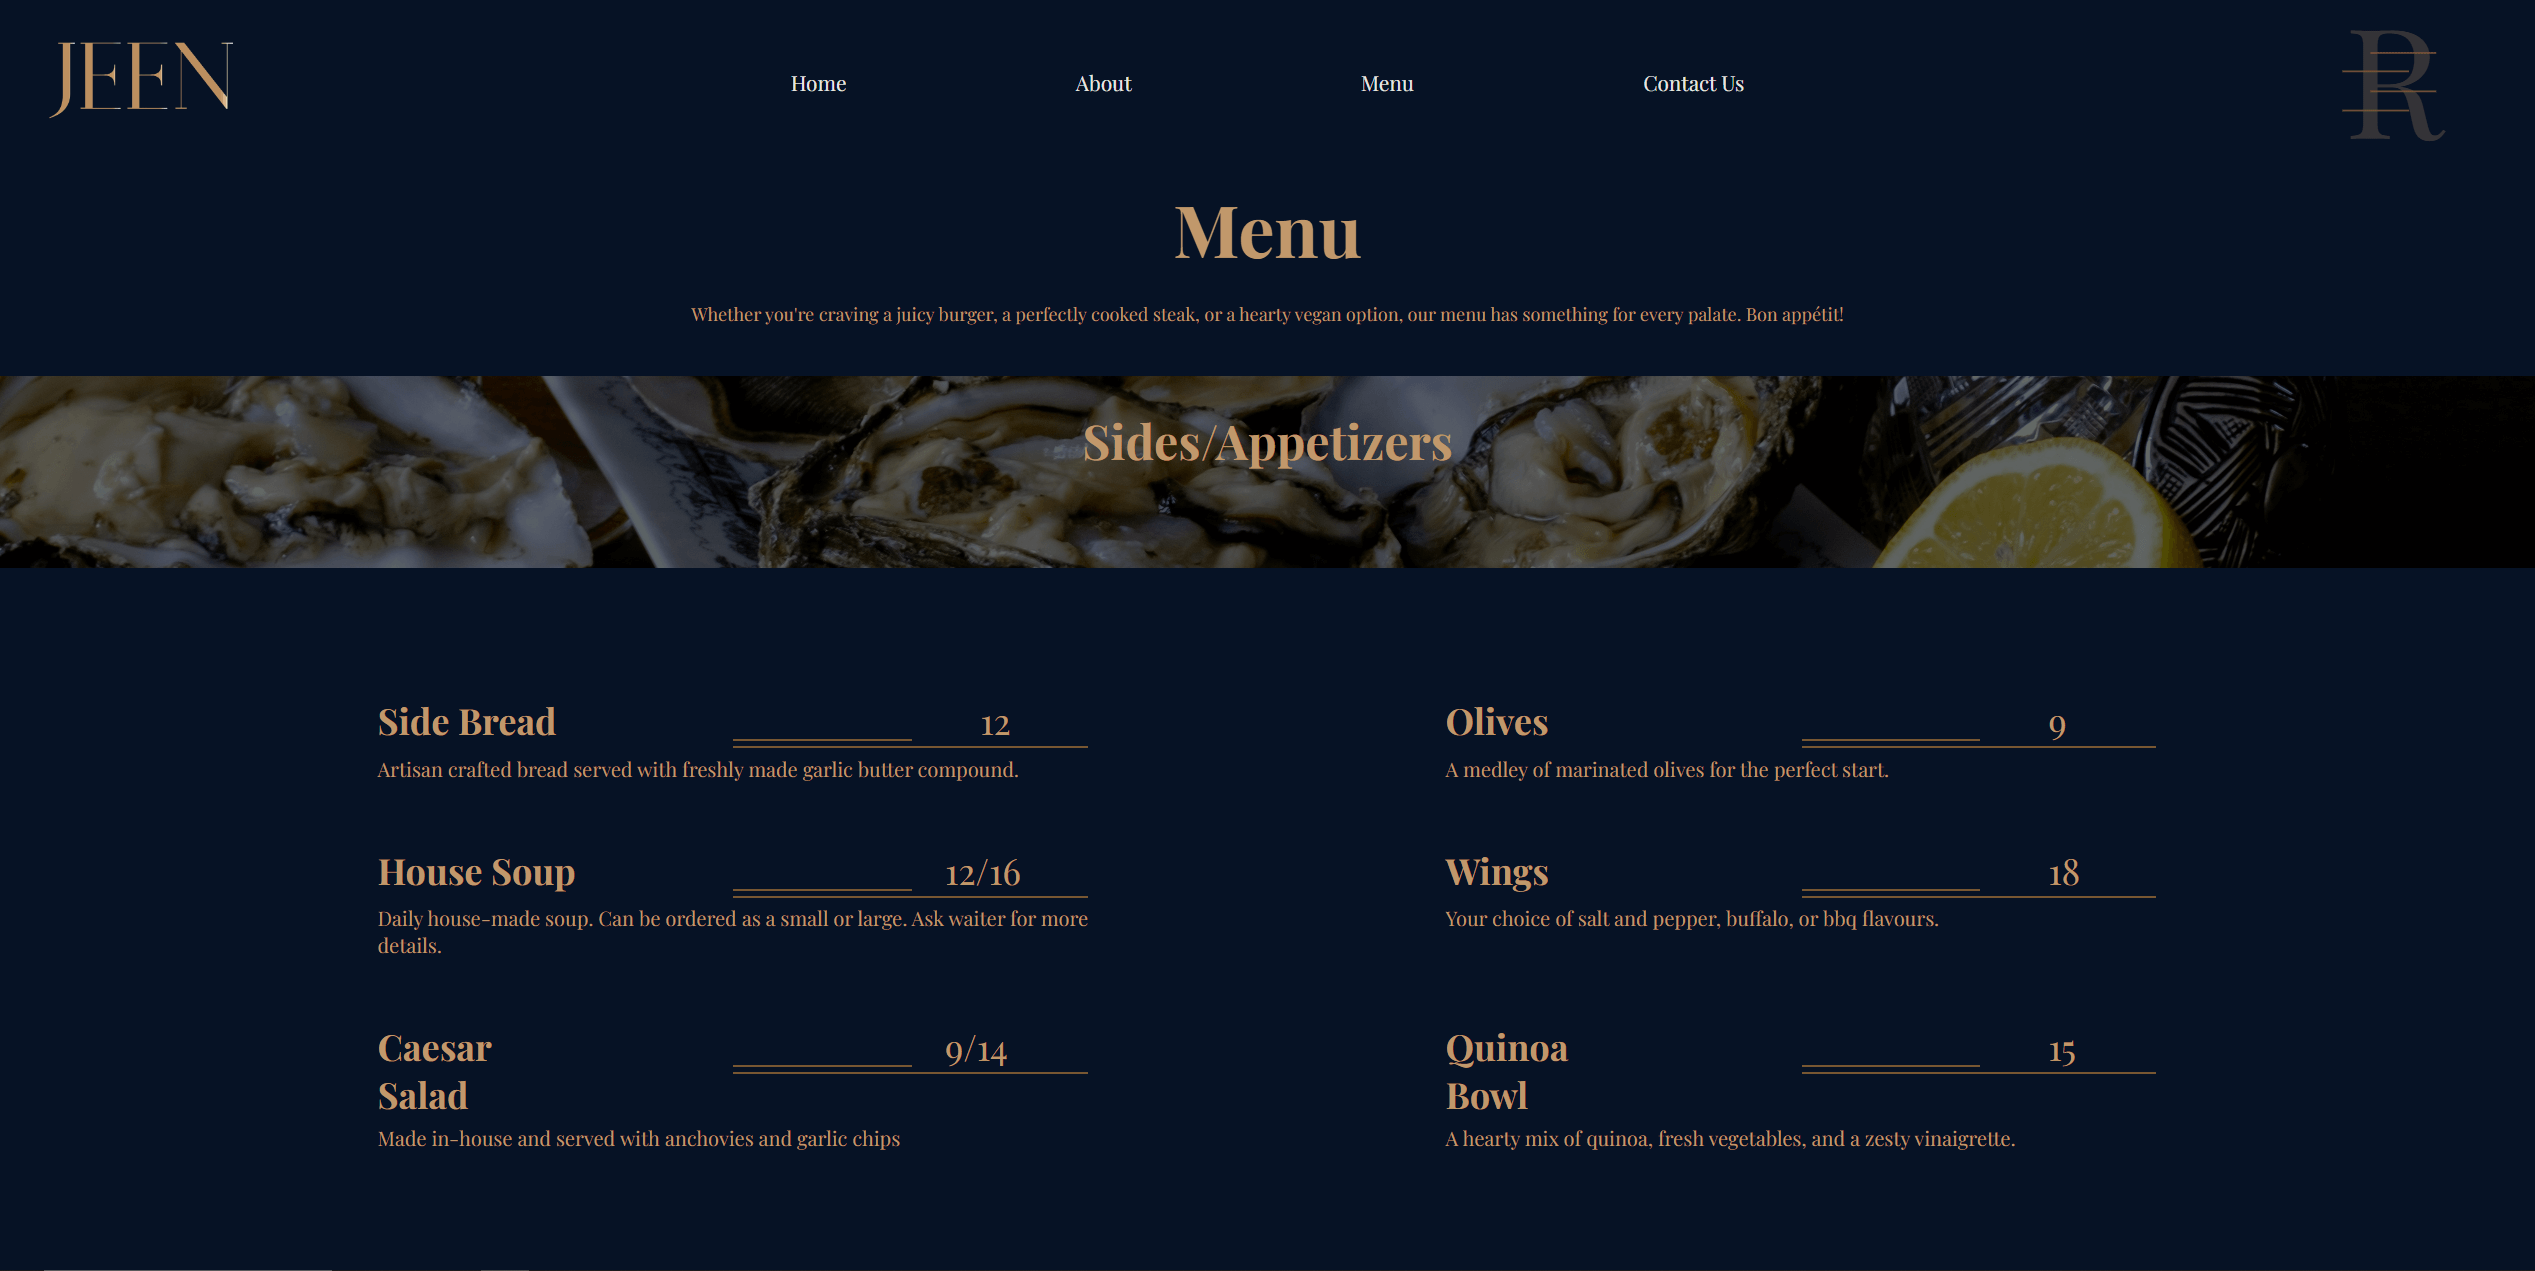 JEEN
Home
About
Menu
Contact Us
R
Menu
Whether you're craving a juicy burger, a perfectly cooked steak, or a hearty vegan option, our menu has something for every palate. Bon appétit!
Sides/Appetizers
Side Bread 12
Artisan crafted bread served with freshly made garlic butter compound.
Olives 9
A medley of marinated olives for the perfect start.
House Soup 12/16
Daily house-made soup. Can be ordered as a small or large. Ask waiter for more
details.
Wings 18
Your choice of salt and pepper, buffalo, or bbq flavours.
Caesar 9/14
Salad
Made in-house and served with anchovies and garlic chips
Quinoa 15
Bowl
A hearty mix of quinoa, fresh vegetables, and a zesty vinaigrette.